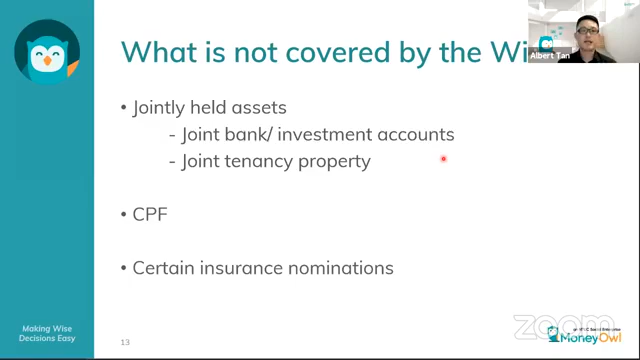 What is not covered by the Wi
Albert Tan
• Jointly held assets
- Joint bank/ investment accounts
- Joint tenancy property
• CPF
• Certain insurance nominations
Making Wise
Decisions Easy
13
zoom
MoneyOwl